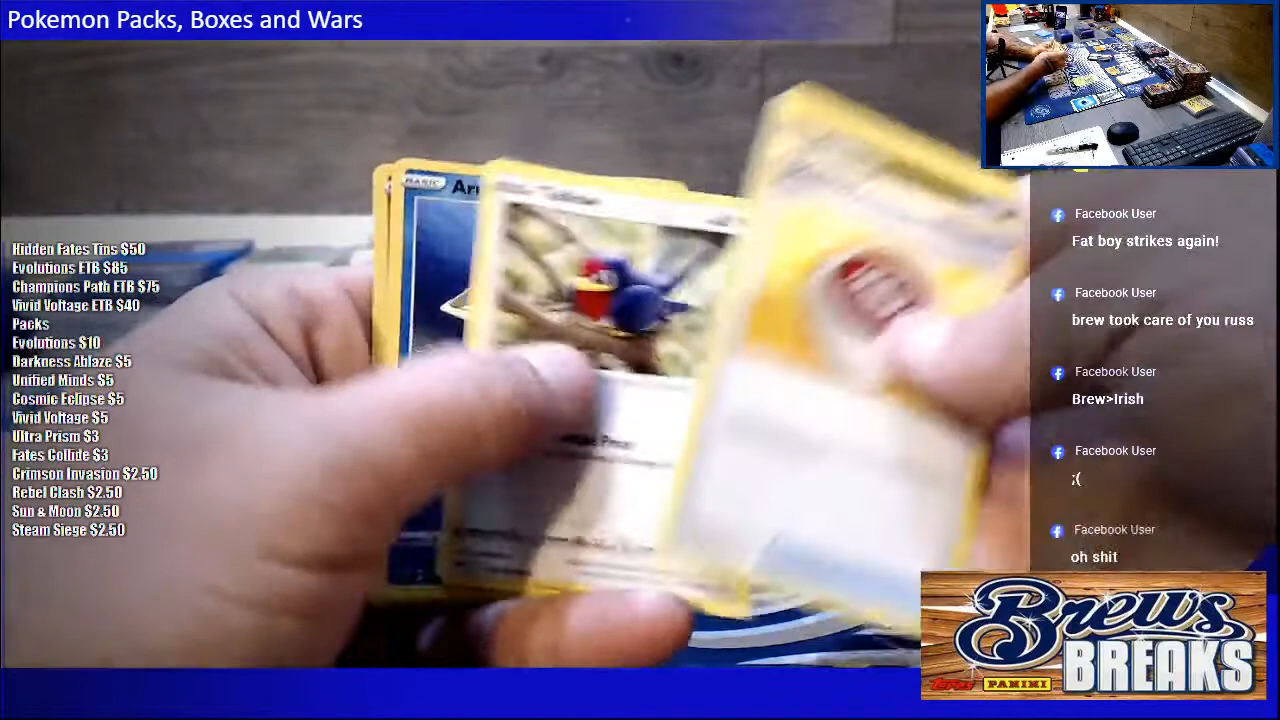 Pokemon Packs, Boxes and Wars
Hidden Fates Tins $50
Evolutions ETB $85
Champions Path ETB $75
Vivid Voltage ETB $40
Packs
Evolutions $10
Darkness Ablaze $5
Unified Minds $5
Cosmic Eclipse $5
Vivid Voltage $5
Ultra Prism $3
Fates Collide $3
Crimson Invasion $2.50
Rebel Clash $2.50
Sun & Moon $2.50
Steam Siege $2.50
BASIC
Facebook User
Fat boy strikes again!
Facebook User
brew took care of you russ
Facebook User
Brew>Irish
Facebook User
;(
Facebook User
oh shit
Brews
BREAKS
Topps PANINI